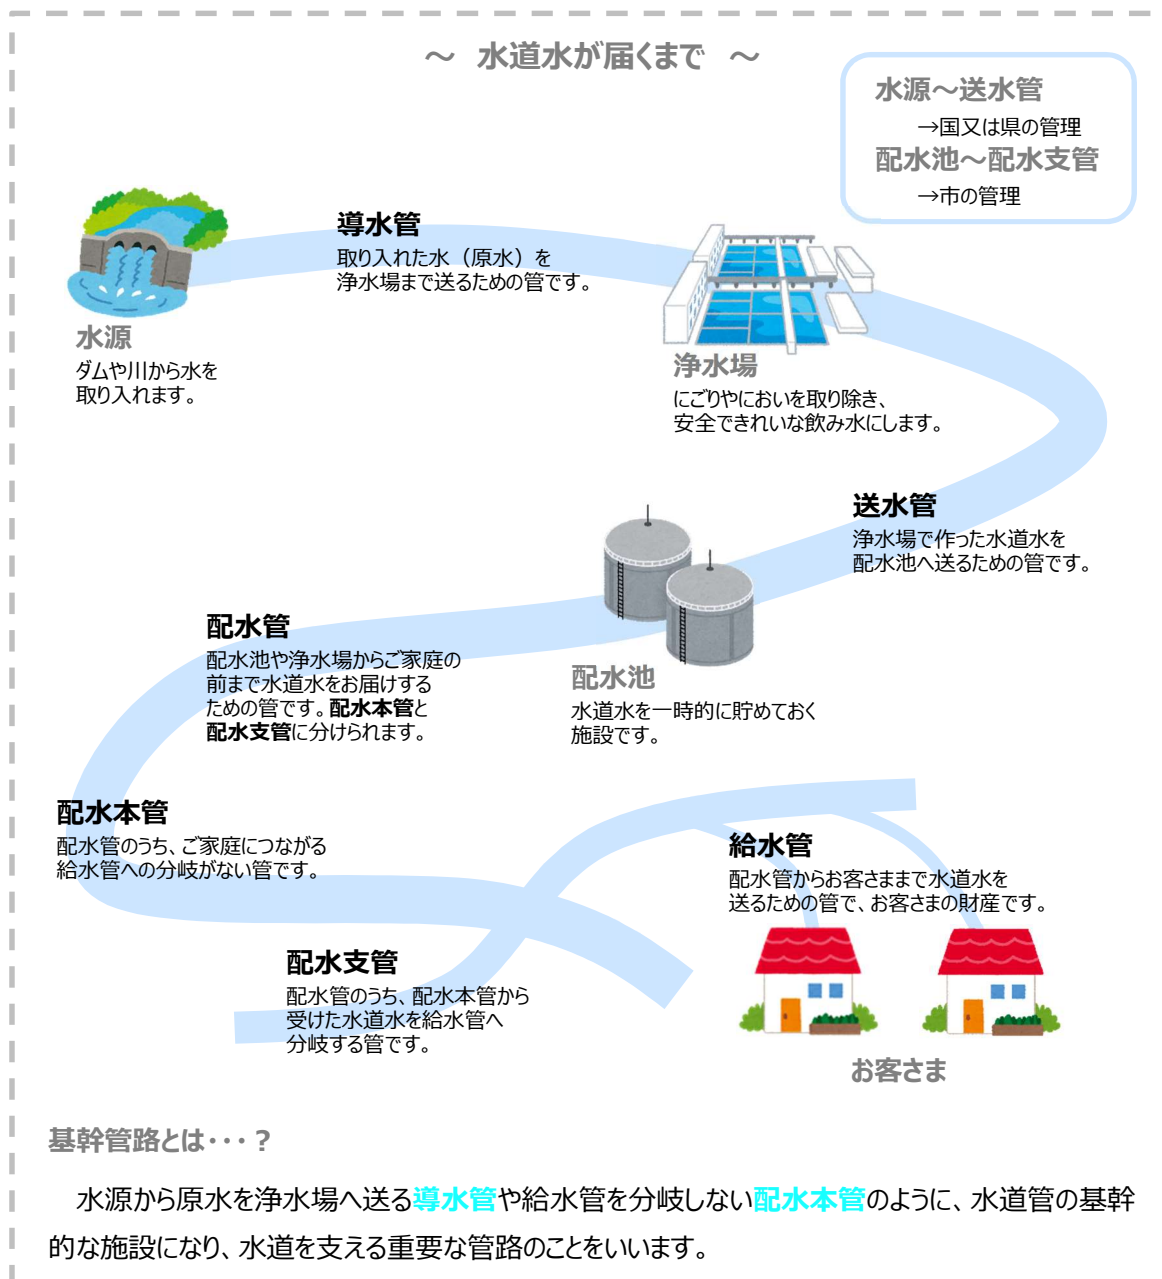 ～ 水道水が届くまで ～
水源～送水管
→国又は県の管理
配水池～配水支管
→市の管理
導水管
取り入れた水（原水）を
浄水場まで送るための管です。
水源
ダムや川から水を
取り入れます。
浄水場
にごりやにおいを取り除き、
安全できれいな飲み水にします。
送水管
浄水場で作った水道水を
配水池へ送るための管です。
配水管
配水池や浄水場からご家庭の
前まで水道水をお届けする
ための管です。配水本管と
配水支管に分けられます。
配水池
水道水を一時的に貯めておく
施設です。
配水本管
配水管のうち、ご家庭につながる
給水管への分岐がない管です。
給水管
配水管からお客さままで水道水を
送るための管で、お客さまの財産です。
配水支管
配水管のうち、配水本管から
受けた水道水を給水管へ
分岐する管です。
お客さま
基幹管路とは・・・？
水源から原水を浄水場へ送る導水管や給水管を分岐しない配水本管のように、水道管の基幹
的な施設になり、水道を支える重要な管路のことをいいます。